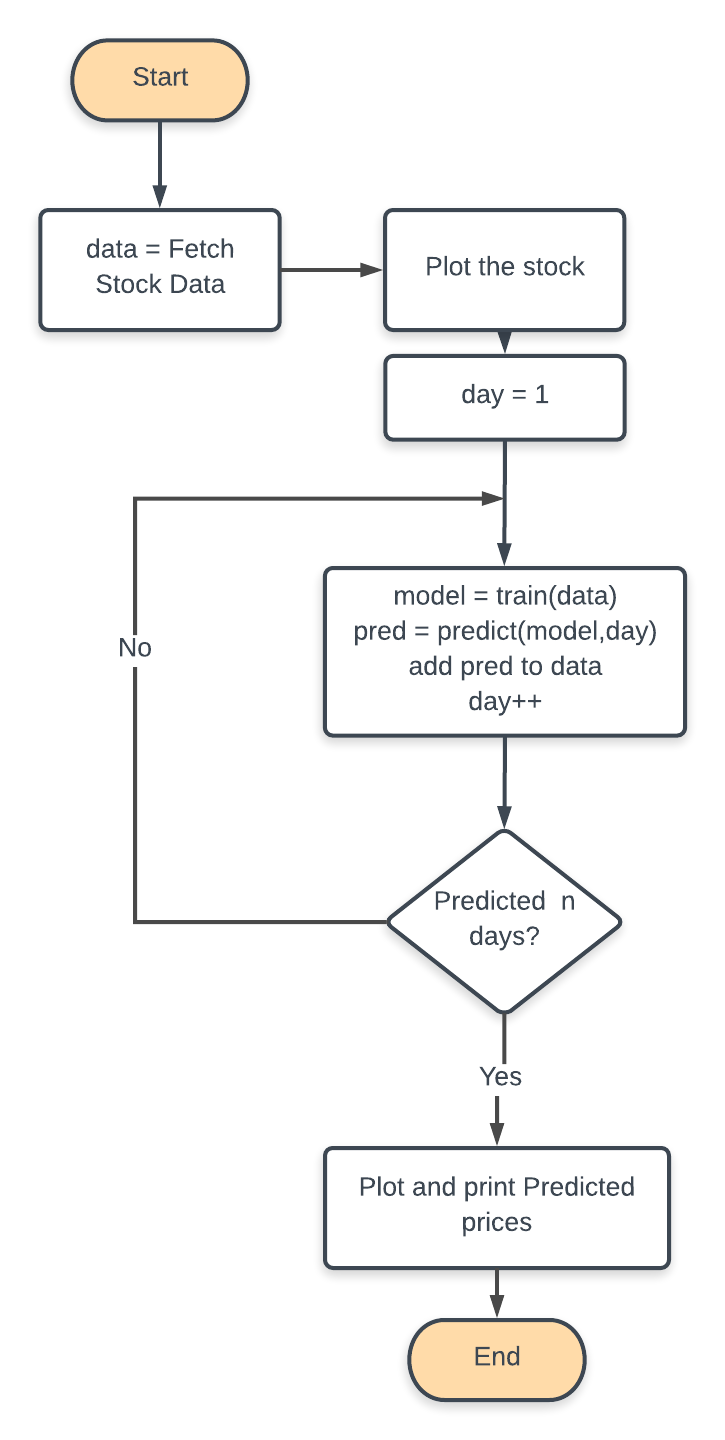 Start
data = Fetch
Stock Data
Plot the stock
day = 1
model = train(data)
pred = predict(model,day)
add pred to data
day++
No
Predicted  n
days?
Yes
Plot and print Predicted
prices
End